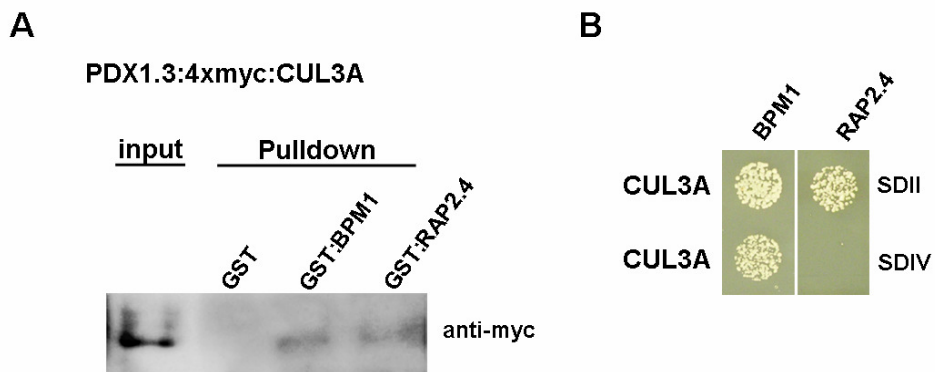 A
PDX1.3:4xmyc:CUL3A
input
Pulldown
GST
GST:BPM1
GST:RAP2.4
anti-myc
B
BPM1
RAP2.4
CUL3A
SDII
CUL3A
SDIV